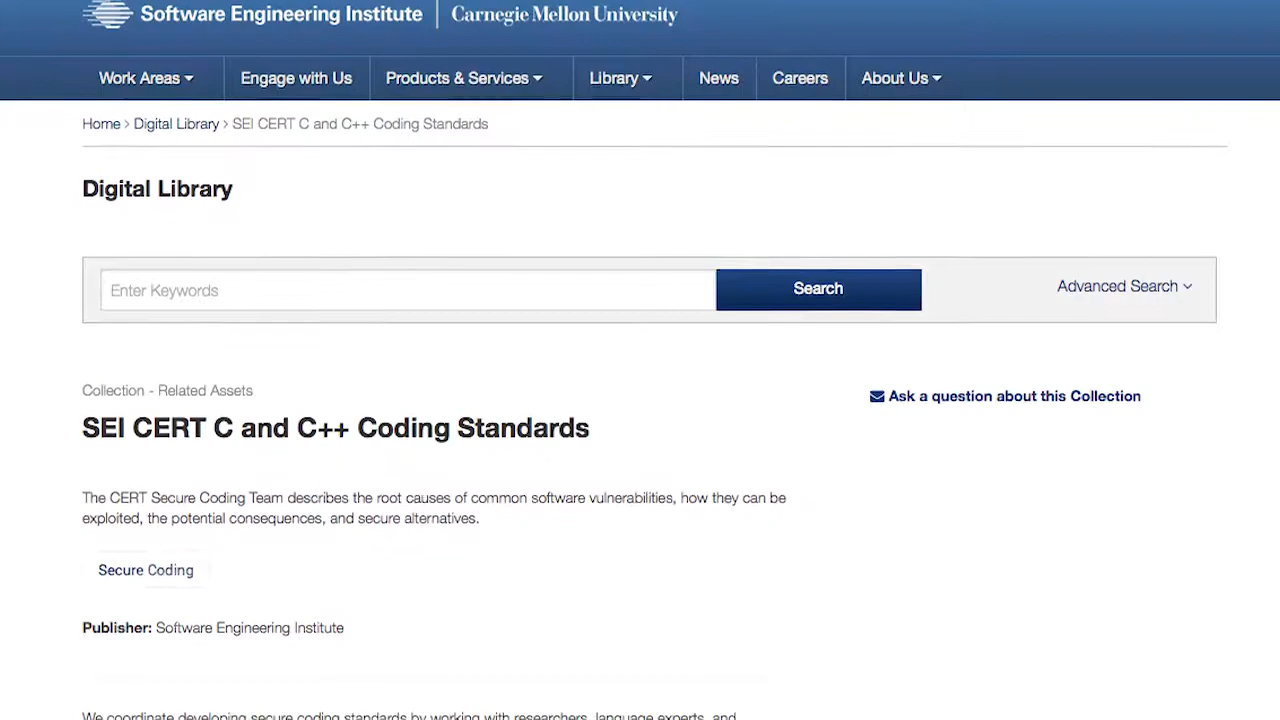 Software Engineering Institute | Carnegie Mellon University
Work Areas Engage with Us Products & Services Library News Careers About Us
Home > Digital Library > SEI CERT C and C++ Coding Standards
Digital Library
Enter Keywords Search Advanced Search
Collection - Related Assets
Ask a question about this Collection
SEI CERT C and C++ Coding Standards
The CERT Secure Coding Team describes the root causes of common software vulnerabilities, how they can be
exploited, the potential consequences, and secure alternatives.
Secure Coding
Publisher: Software Engineering Institute
We coordinate developing secure coding standards by working with researchers, language experts, and